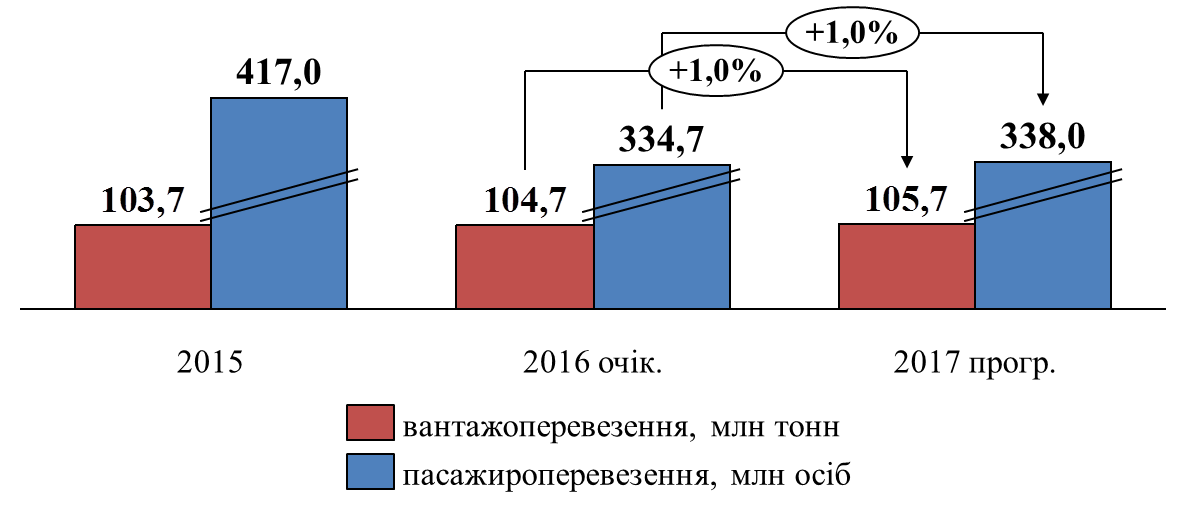 +1,0%
+1,0%
417,0
334,7
338,0
103,7
104,7
105,7
2015
2016 очік.
2017 прогр.
вантажоперевезення, млн тонн
пасажироперевезення, млн осіб